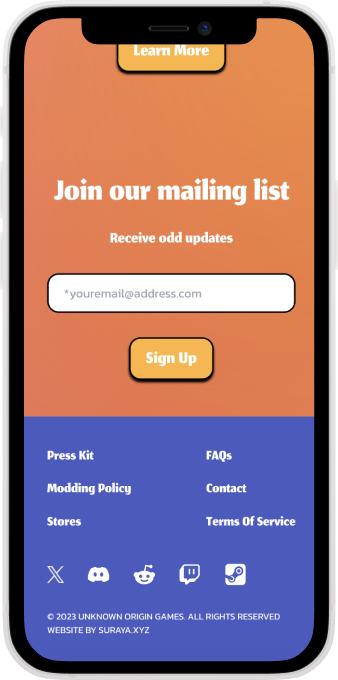 Learn More
Join our mailing list
Receive odd updates
*youremail@address.com
Sign Up
Press Kit
FAQs
Modding Policy
Contact
Stores
Terms Of Service
© 2023 UNKNOWN ORIGIN GAMES. ALL RIGHTS RESERVED
WEBSITE BY SURAYA.XYZ